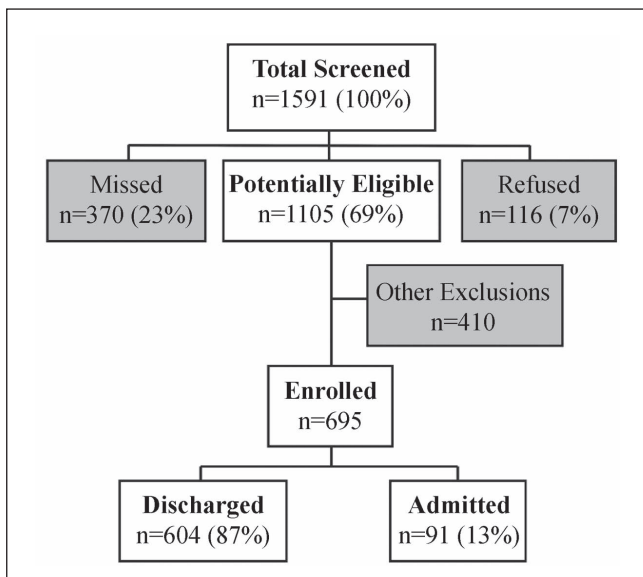 Total Screened
n=1591 (100%)
Missed
n=370 (23%)
Potentially Eligible
n=1105 (69%)
Refused
n=116 (7%)
Other Exclusions
n=410
Enrolled
n=695
Discharged
n=604 (87%)
Admitted
n=91 (13%)